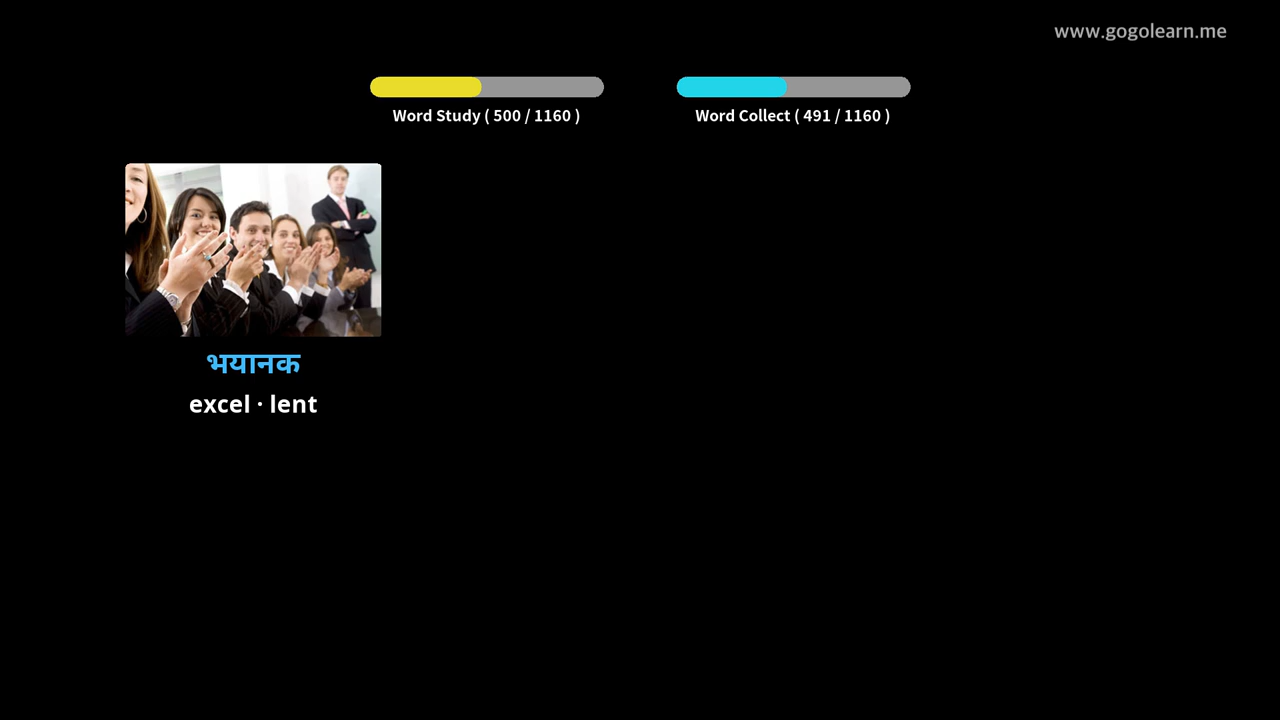 www.gogolearn.me
Word Study ( 500 / 1160 )
Word Collect ( 491 / 1160 )
भयानक
excel · lent